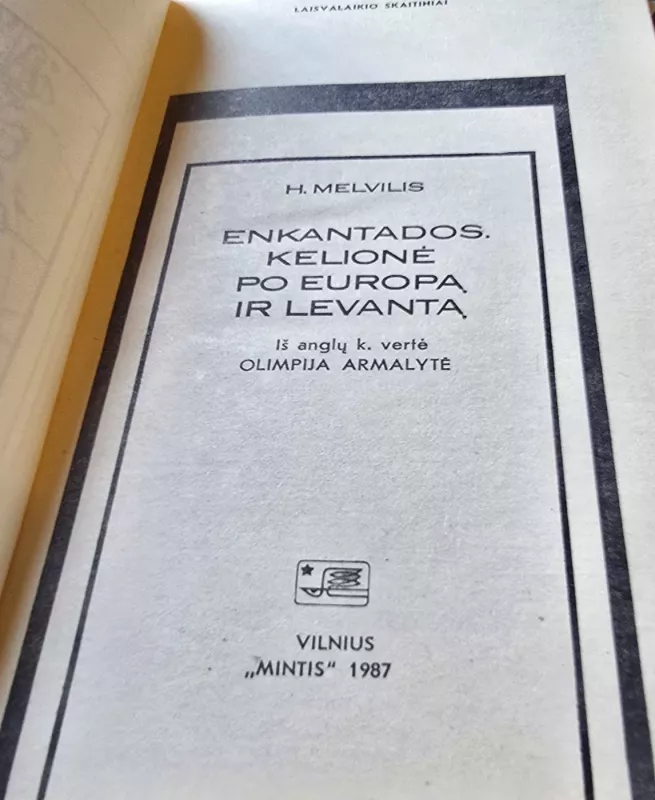 LAISVALAIKIO SKAITINIAI
H. MELVILIS
ENKANTADOS.
KELIONĖ
PO EUROPĄ
IR LEVANTĄ
Iš anglų k. vertė
OLIMPIJA ARMALYTĖ
VILNIUS
„MINTIS“ 1987